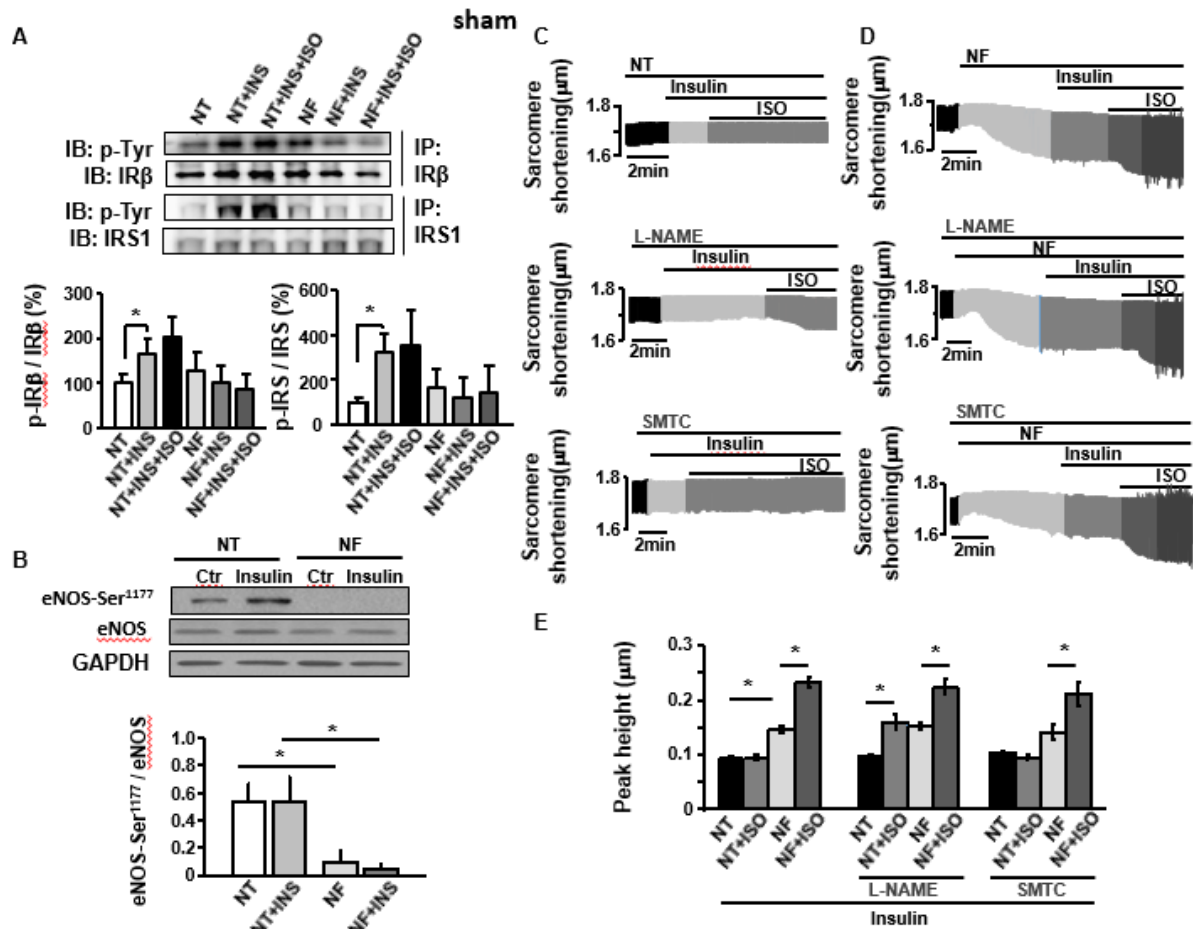 sham
A
NT
NT+INS
NT+INS+ISO
NF
NF+INS
NF+INS+ISO
IB: p-Tyr
IB: IRβ
IP:
IRβ
IB: p-Tyr
IB: IRS1
IP:
IRS1
p-IRβ / IRβ (%)
300
200
100
0
*
NT
NT+INS
NT+INS+ISO
NF
NF+INS
NF+INS+ISO
p-IRS / IRS (%)
600
400
200
0
*
NT
NT+INS
NT+INS+ISO
NF
NF+INS
NF+INS+ISO
B
NT NF
Ctr Insulin Ctr Insulin
eNOS-Ser¹¹⁷⁷
eNOS
GAPDH
eNOS-Ser¹¹⁷⁷ / eNOS
1.0
0.8
0.6
0.4
0.2
0
*
*
NT
NT+INS
NF
NF+INS
C
NT
Insulin
ISO
Sarcomere
shortening(μm)
1.8
1.6
2min
L-NAME
Insulin
ISO
Sarcomere
shortening(μm)
1.8
1.6
2min
SMTC
Insulin
ISO
Sarcomere
shortening(μm)
1.8
1.6
2min
D
NF
Insulin
ISO
Sarcomere
shortening(μm)
1.8
1.6
2min
L-NAME
NF
Insulin
ISO
Sarcomere
shortening(μm)
1.8
1.6
2min
SMTC
NF
Insulin
ISO
Sarcomere
shortening(μm)
1.8
1.6
2min
E
Peak height (μm)
0.3
0.2
0.1
0
*
*
*
*
*
NT
NT+ISO
NF
NF+ISO
NT
NT+ISO
NF
NF+ISO
NT
NT+ISO
NF
NF+ISO
L-NAME
SMTC
Insulin